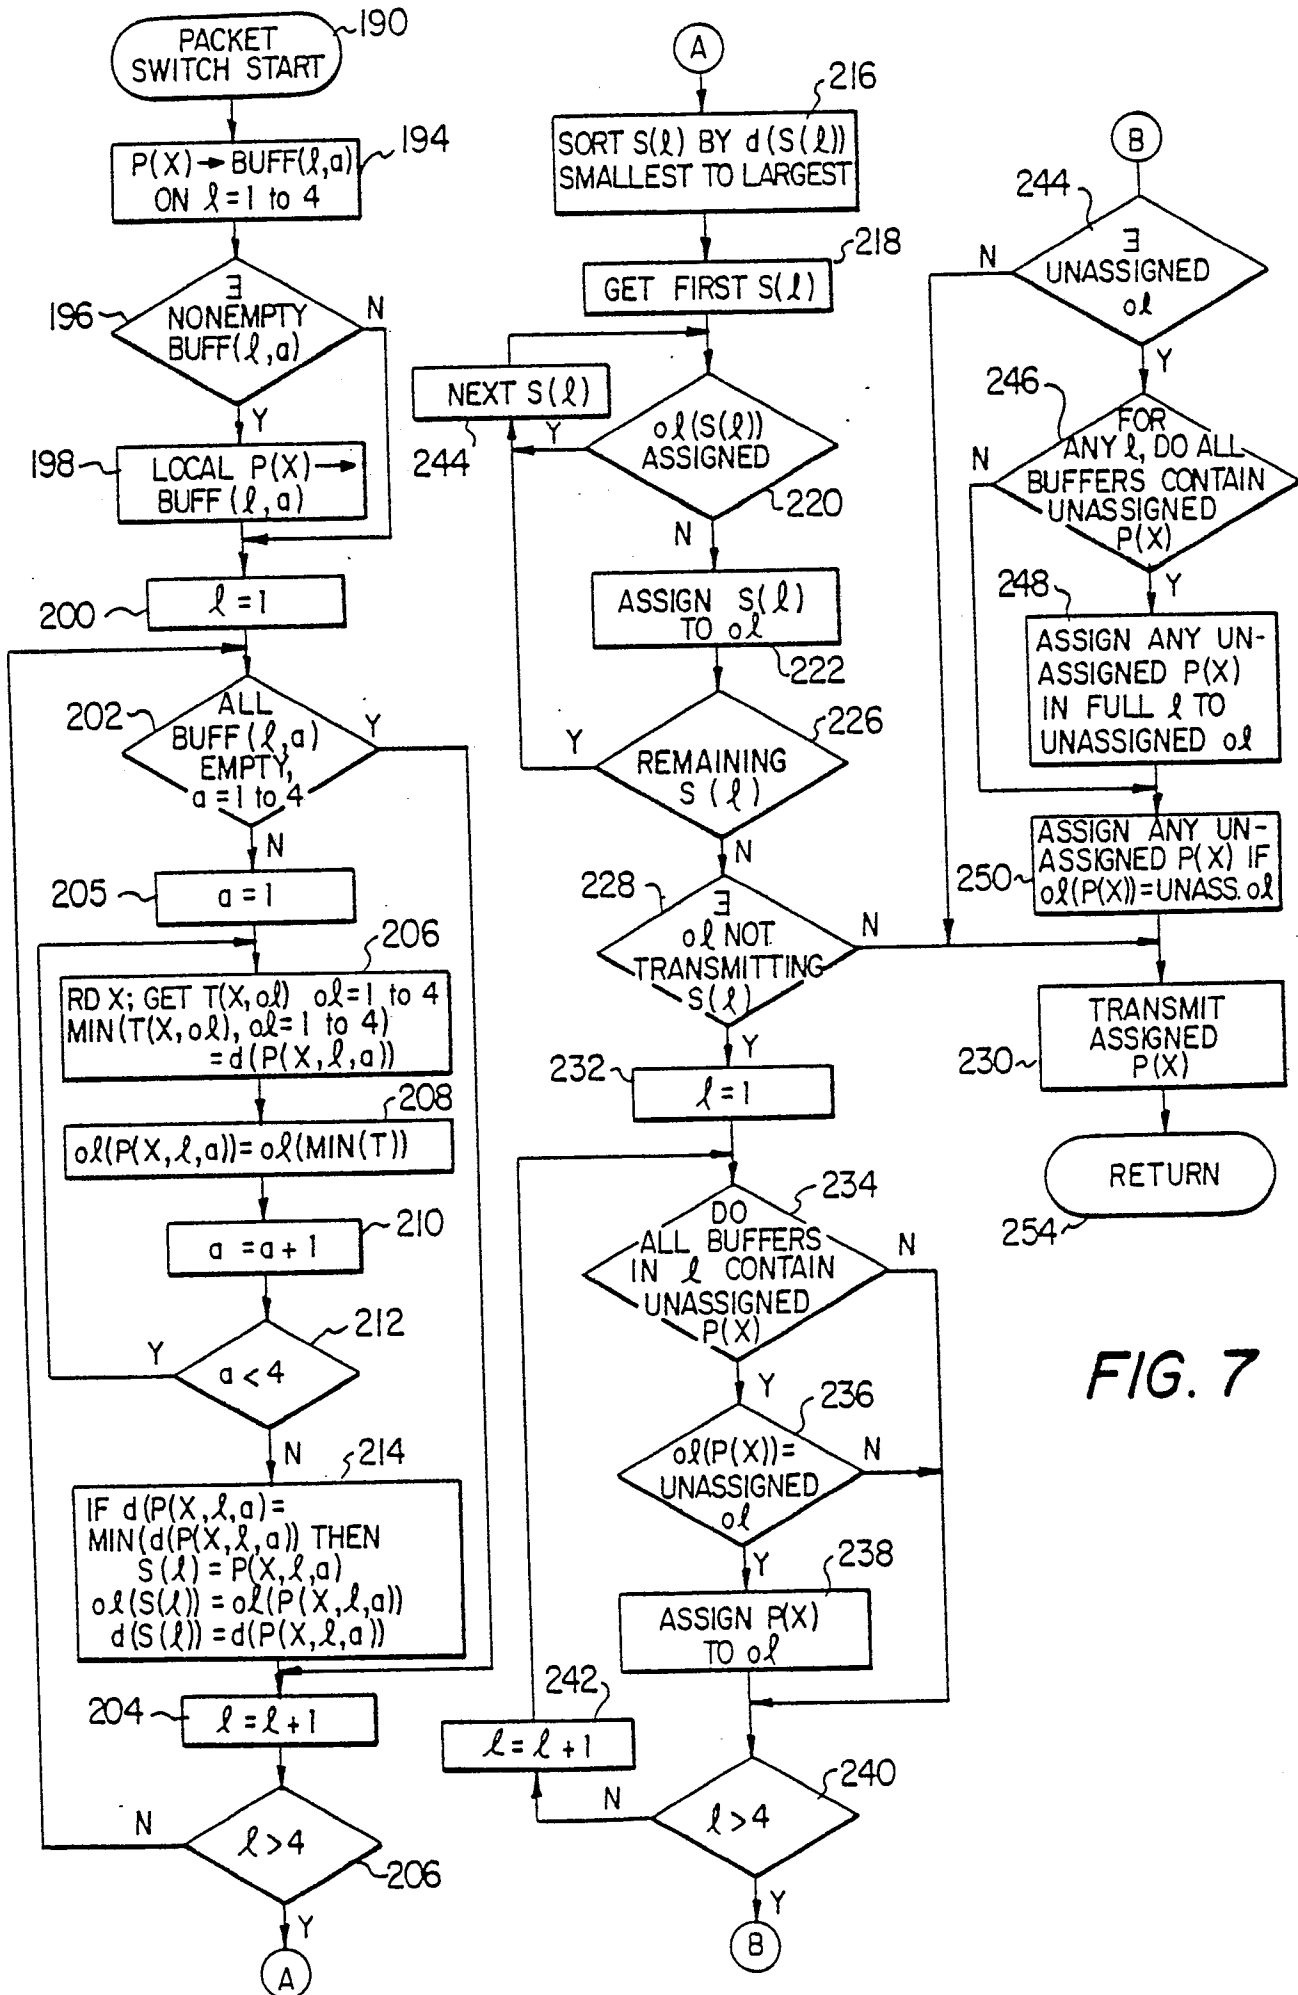 PACKET
SWITCH START
190
P(X)→BUFF(ℓ,a)
ON ℓ=1 to 4
194
∃
NONEMPTY
BUFF(ℓ,a)
196
N
Y
LOCAL P(X)→
BUFF(ℓ,a)
198
ℓ=1
200
ALL
BUFF(ℓ,a)
EMPTY,
a=1 to 4
202
Y
N
a=1
205
206
RD X; GET T(X,oℓ) oℓ=1 to 4
MIN(T(X,oℓ), oℓ=1 to 4)
=d(P(X,ℓ,a))
208
oℓ(P(X,ℓ,a))=oℓ(MIN(T))
a=a+1
210
a<4
212
Y
N
214
IF d(P(X,ℓ,a)=
MIN(d(P(X,ℓ,a)) THEN
S(ℓ)=P(X,ℓ,a)
oℓ(S(ℓ))=oℓ(P(X,ℓ,a))
d(S(ℓ))=d(P(X,ℓ,a))
204
ℓ=ℓ+1
N
ℓ>4
206
Y
A
A
216
SORT S(ℓ) BY d(S(ℓ))
SMALLEST TO LARGEST
218
GET FIRST S(ℓ)
NEXT S(ℓ)
244
Y
oℓ(S(ℓ))
ASSIGNED
220
N
ASSIGN S(ℓ)
TO oℓ
222
226
Y
REMAINING
S(ℓ)
N
228
∃
oℓ NOT
TRANSMITTING
S(ℓ)
N
Y
232
ℓ=1
234
DO
ALL BUFFERS
IN ℓ CONTAIN
UNASSIGNED
P(X)
N
Y
236
oℓ(P(X))=
UNASSIGNED
oℓ
N
Y
238
ASSIGN P(X)
TO oℓ
242
ℓ=ℓ+1
N
ℓ>4
240
Y
B
B
244
∃
UNASSIGNED
oℓ
N
Y
246
FOR
ANY ℓ, DO ALL
BUFFERS CONTAIN
UNASSIGNED
P(X)
N
Y
248
ASSIGN ANY UN-
ASSIGNED P(X)
IN FULL ℓ TO
UNASSIGNED oℓ
250
ASSIGN ANY UN-
ASSIGNED P(X) IF
oℓ(P(X))=UNASS. oℓ
TRANSMIT
ASSIGNED
P(X)
230
RETURN
254
FIG. 7